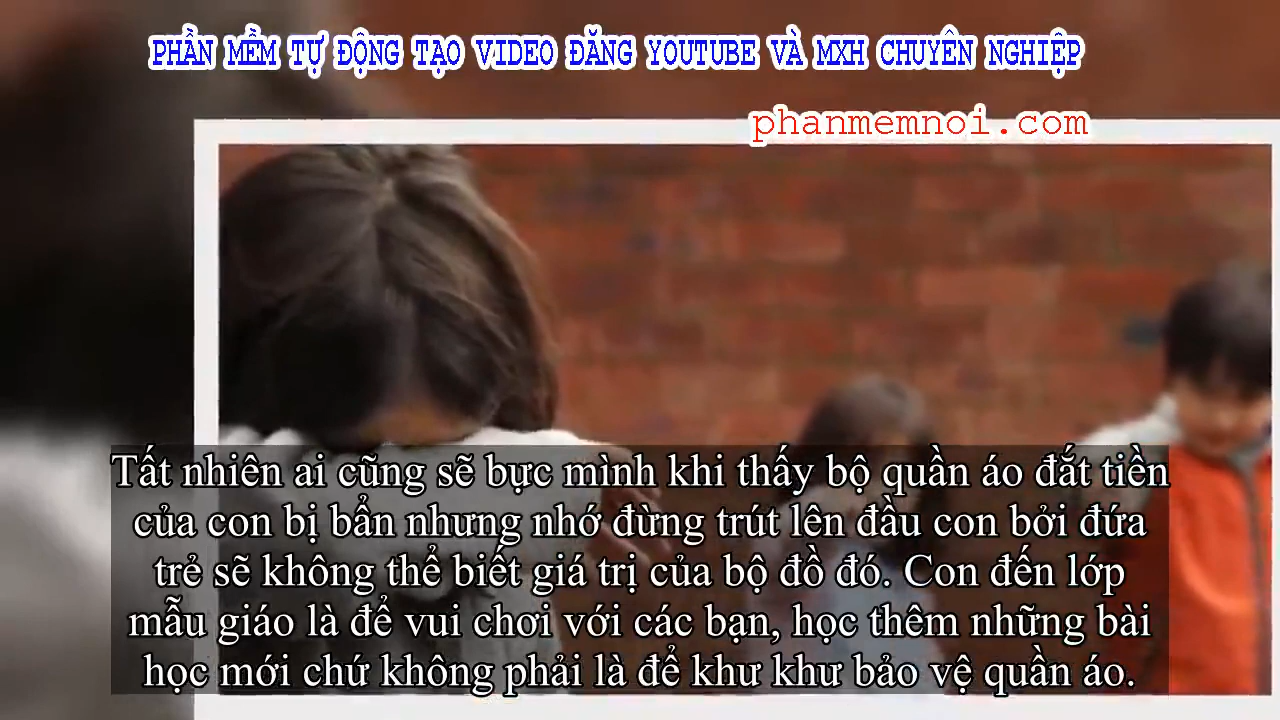 PHẦN MỀM TỰ ĐỘNG TẠO VIDEO ĐĂNG YOUTUBE VÀ MXH CHUYÊN NGHIỆP
phanmemnoi.com
Tất nhiên ai cũng sẽ bực mình khi thấy bộ quần áo đắt tiền
của con bị bẩn nhưng nhớ đừng trút lên đầu con bởi đứa
trẻ sẽ không thể biết giá trị của bộ đồ đó. Con đến lớp
mẫu giáo là để vui chơi với các bạn, học thêm những bài
học mới chứ không phải là để khư khư bảo vệ quần áo.